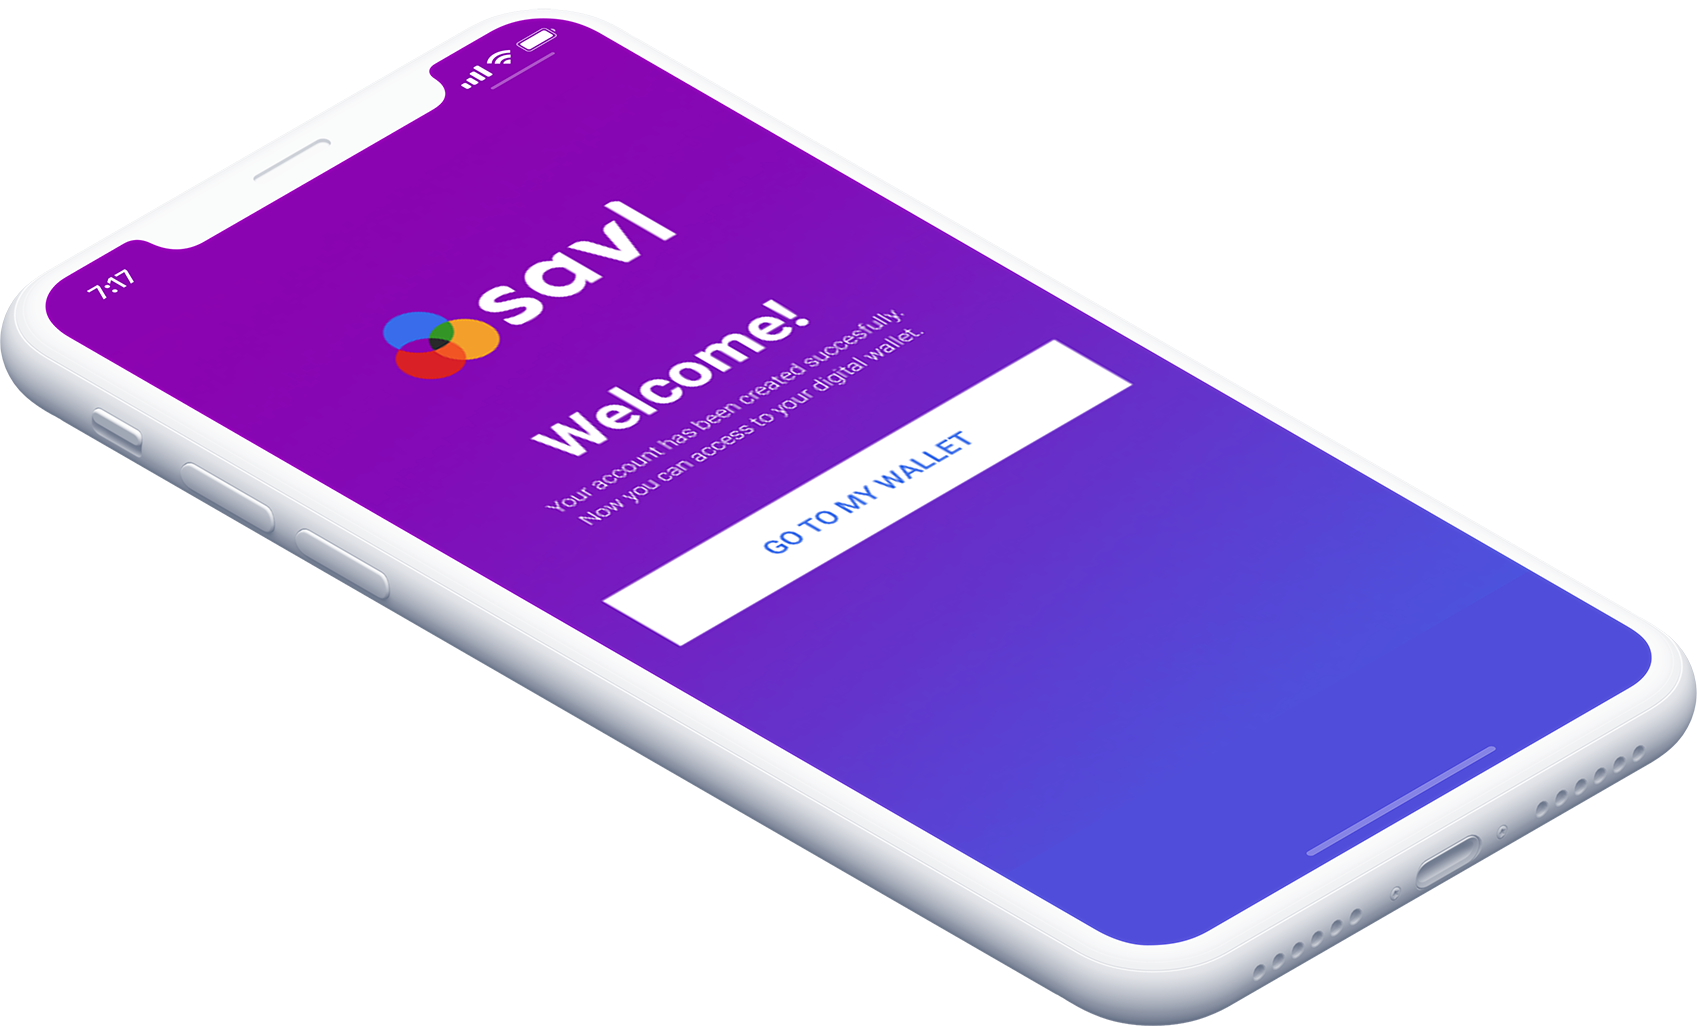 7:17
savl
Welcome!
Your account has been created succesfully.
Now you can access to your digital wallet.
GO TO MY WALLET